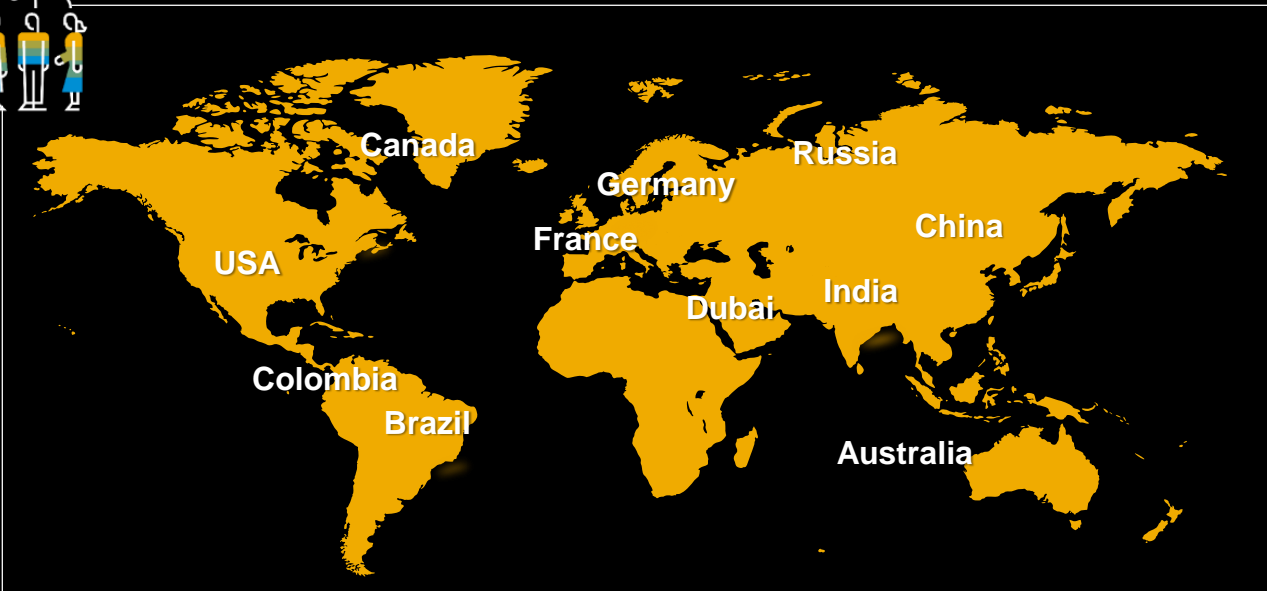 Canada
Russia
Germany
China
France
USA
India
Dubai
Colombia
Brazil
Australia